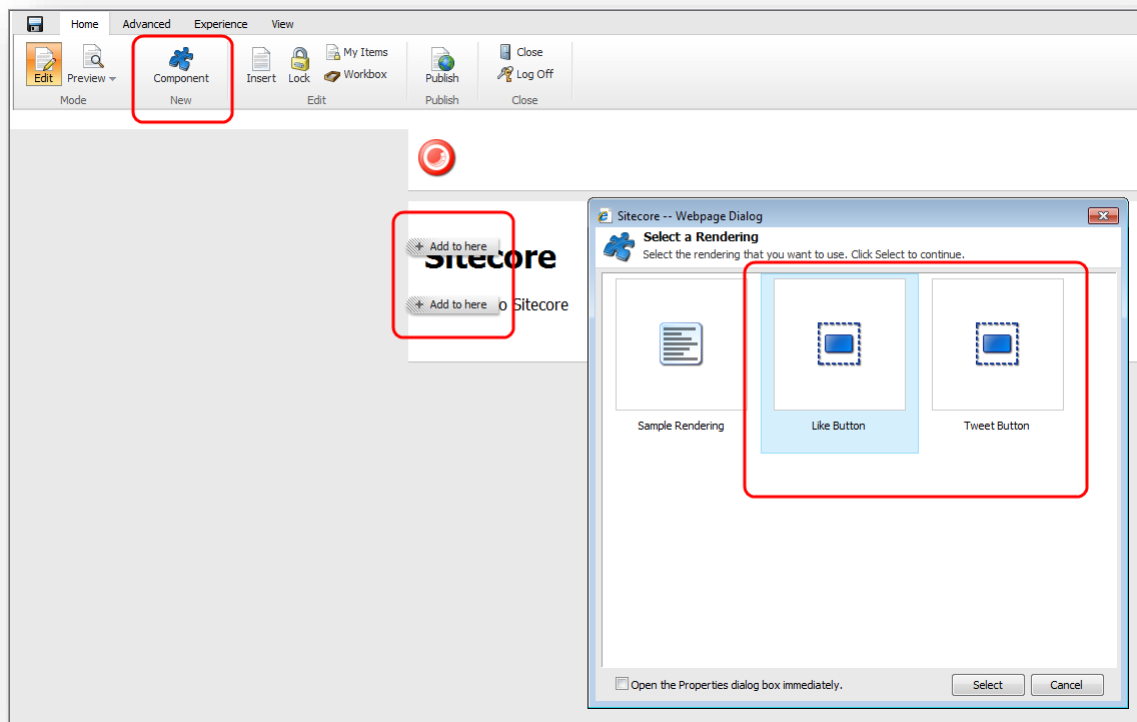 Home Advanced Experience View
Edit Preview Component Insert Lock My Items Workbox Publish Close Log Off
Mode New Edit Publish Close
+ Add to here
Sitecore
+ Add to here o Sitecore
Sitecore -- Webpage Dialog
Select a Rendering
Select the rendering that you want to use. Click Select to continue.
Sample Rendering Like Button Tweet Button
Open the Properties dialog box immediately. Select Cancel